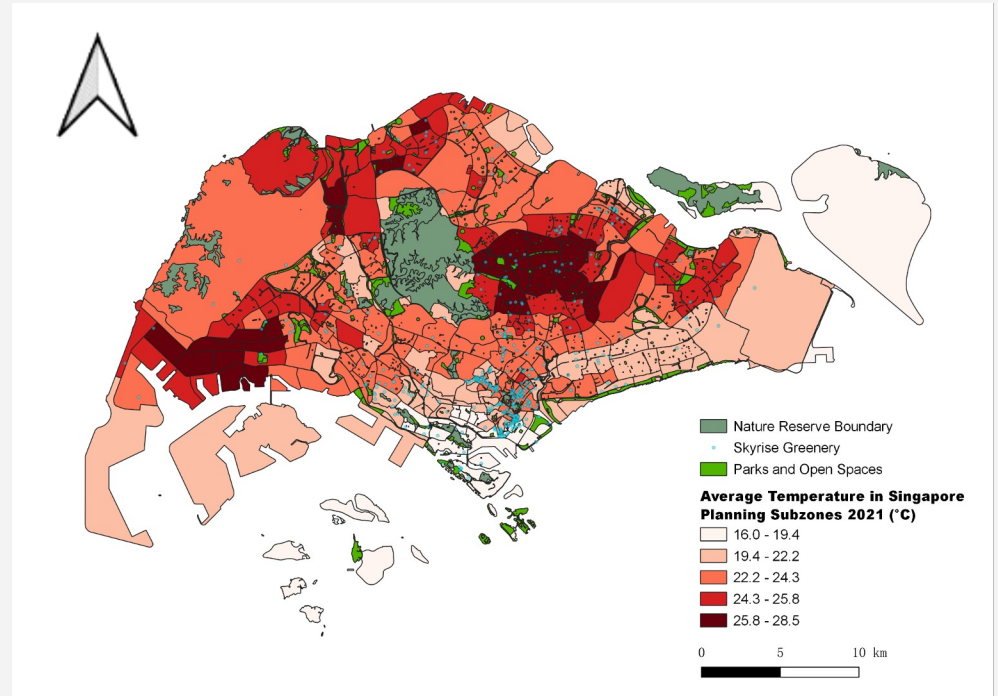 Nature Reserve Boundary
Skyrise Greenery
Parks and Open Spaces
Average Temperature in Singapore
Planning Subzones 2021 (°C)
16.0 - 19.4
19.4 - 22.2
22.2 - 24.3
24.3 - 25.8
25.8 - 28.5
0 5 10 km